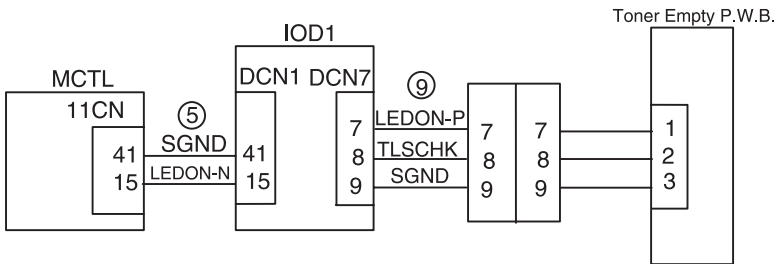 Toner Empty P.W.B.
IOD1
MCTL
DCN1 DCN7
11CN
⑤
⑨
SGND
LEDON-N
41
15
41
15
7
8
9
LEDON-P
TLSCHK
SGND
7
8
9
7
8
9
1
2
3